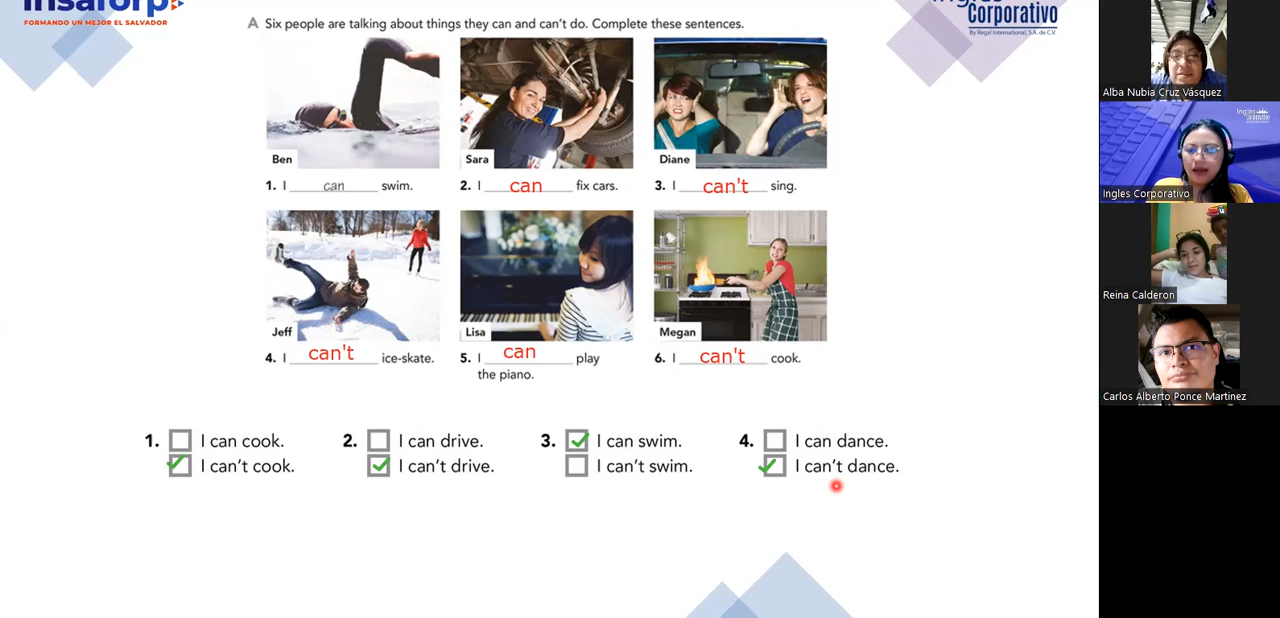 insaforp
FORMANDO UN MEJOR EL SALVADOR
Corporativo
By Regal International, S.A. de C.V.
A Six people are talking about things they can and can't do. Complete these sentences.
Ben
Sara
Diane
1. I can swim.
2. I can fix cars.
3. I can't sing.
Jeff
Lisa
Megan
4. I can't ice-skate.
5. I can play
the piano.
6. I can't cook.
1. I can cook.
I can't cook.
2. I can drive.
I can't drive.
3. I can swim.
I can't swim.
4. I can dance.
I can't dance.
Alba Nubia Cruz Vásquez
Ingles Corporativo
Reina Calderon
Carlos Alberto Ponce Martinez